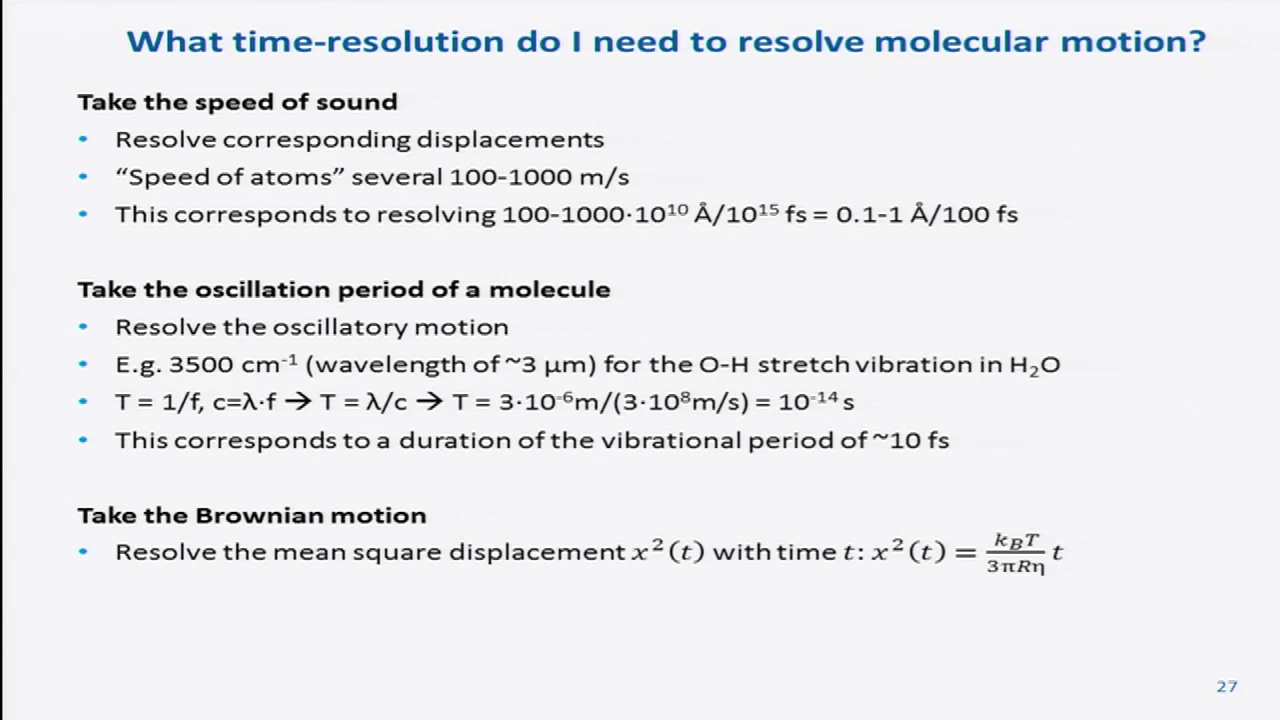 What time-resolution do I need to resolve molecular motion?
Take the speed of sound
• Resolve corresponding displacements
• “Speed of atoms” several 100-1000 m/s
• This corresponds to resolving 100-1000·10¹⁰ Å/10¹⁵ fs = 0.1-1 Å/100 fs
Take the oscillation period of a molecule
• Resolve the oscillatory motion
• E.g. 3500 cm⁻¹ (wavelength of ~3 µm) for the O-H stretch vibration in H₂O
• T = 1/f, c=λ·f → T = λ/c → T = 3·10⁻⁶m/(3·10⁸m/s) = 10⁻¹⁴ s
• This corresponds to a duration of the vibrational period of ~10 fs
Take the Brownian motion
• Resolve the mean square displacement x²(t) with time t: x²(t) = k_BT/3πRη t
27